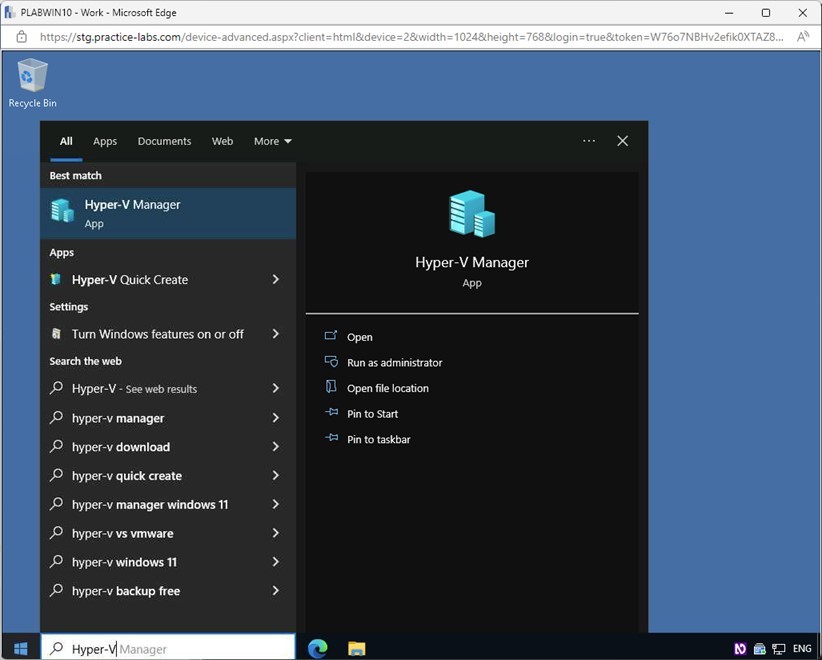 PLABWIN10 - Work - Microsoft Edge
https://stg.practice-labs.com/device-advanced.aspx?client=html&device=2&width=1024&height=768&login=true&token=W76o7NBHv2efik0XTAZ8...
Recycle Bin
All Apps Documents Web More
Best match
Hyper-V Manager
App
Apps
Hyper-V Quick Create
Settings
Turn Windows features on or off
Search the web
Hyper-V - See web results
hyper-v manager
hyper-v download
hyper-v quick create
hyper-v manager windows 11
hyper-v vs vmware
hyper-v windows 11
hyper-v backup free
Hyper-V Manager
App
Open
Run as administrator
Open file location
Pin to Start
Pin to taskbar
Hyper-V Manager
ENG